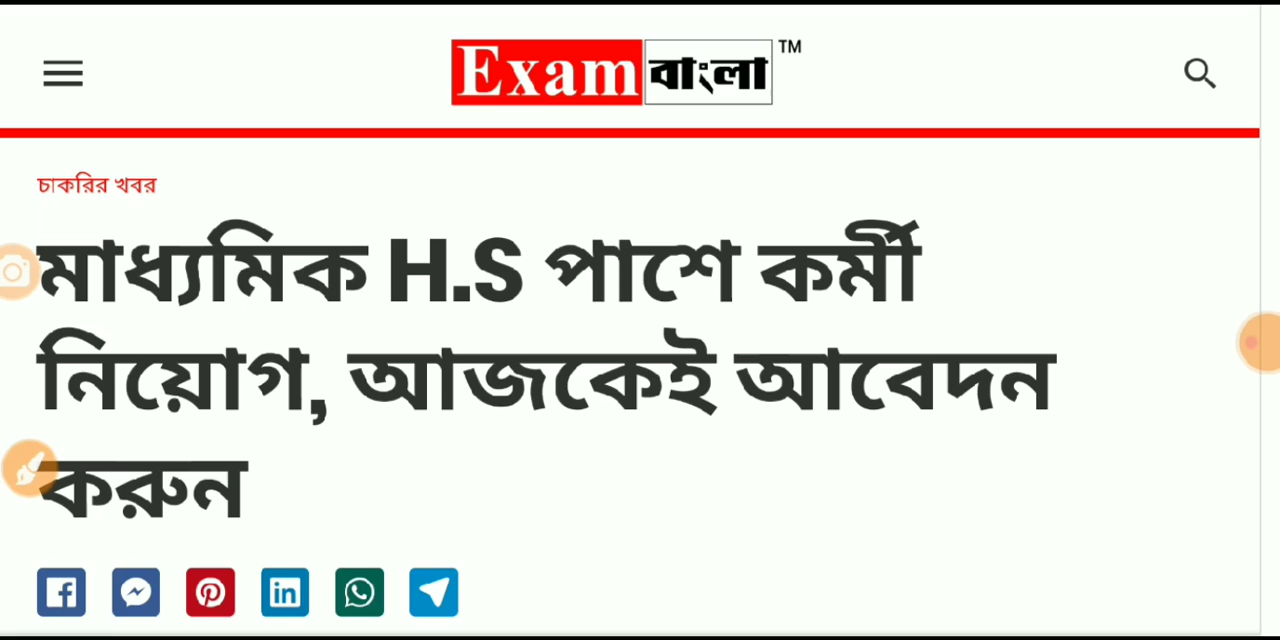 Exam বাংলা TM
চাকরির খবর
মাধ্যমিক H.S পাশে কর্মী
নিয়োগ, আজকেই আবেদন
করুন